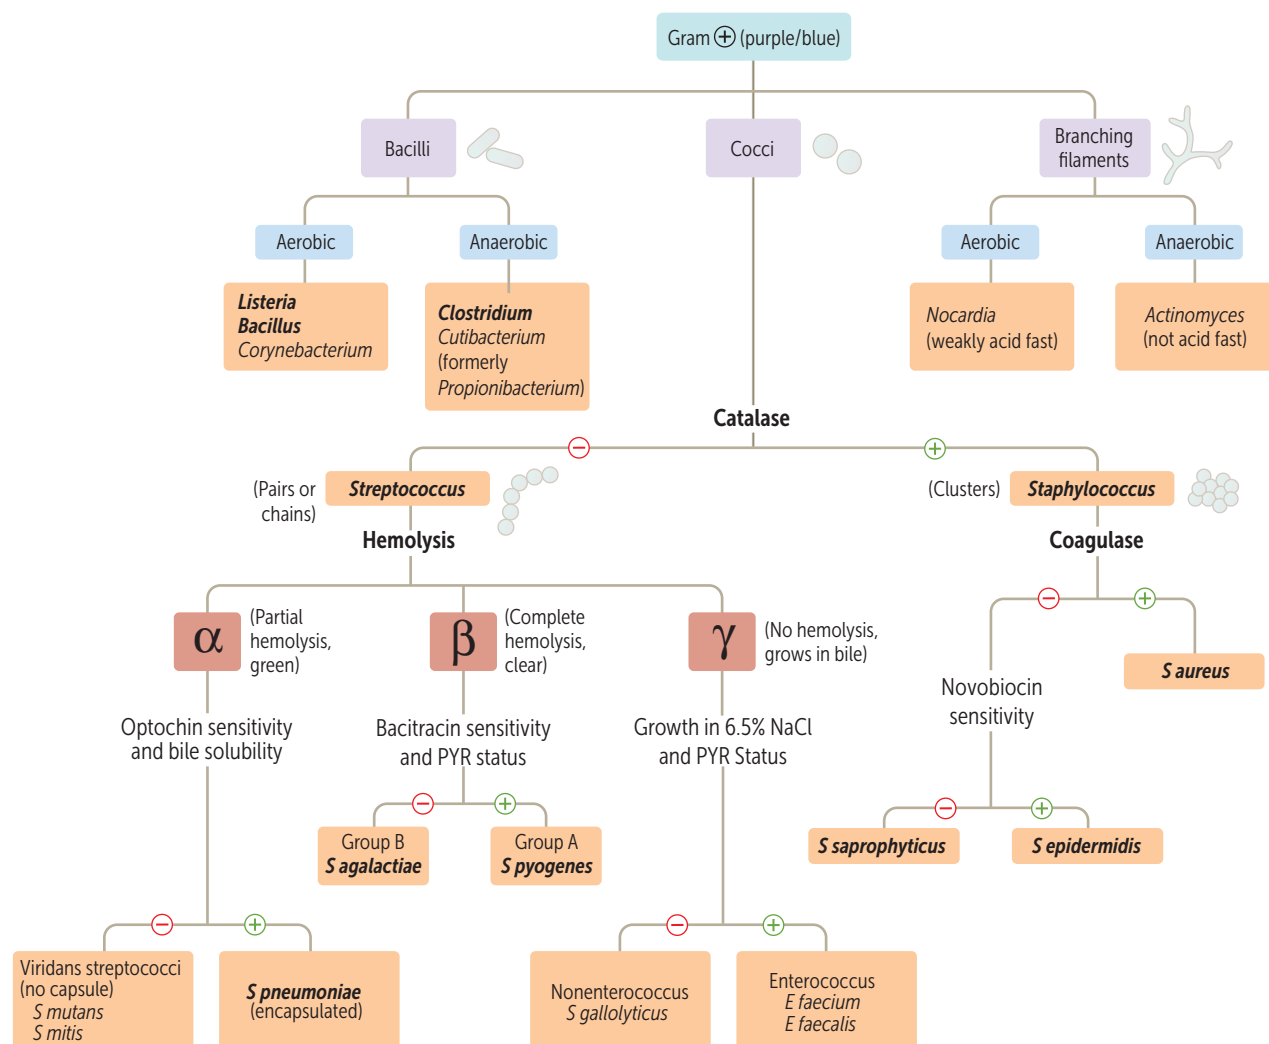 Gram ⊕ (purple/blue)
Bacilli
Cocci
Branching
filaments
Aerobic
Anaerobic
Aerobic
Anaerobic
Listeria
Bacillus
Corynebacterium
Clostridium
Cutibacterium
(formerly
Propionibacterium)
Nocardia
(weakly acid fast)
Actinomyces
(not acid fast)
Catalase
−
+
(Pairs or
chains)
Streptococcus
(Clusters)
Staphylococcus
Hemolysis
Coagulase
−
+
α
(Partial
hemolysis,
green)
β
(Complete
hemolysis,
clear)
γ
(No hemolysis,
grows in bile)
S aureus
Novobiocin
sensitivity
Optochin sensitivity
and bile solubility
Bacitracin sensitivity
and PYR status
Growth in 6.5% NaCl
and PYR Status
−
+
−
+
Group B
S agalactiae
Group A
S pyogenes
S saprophyticus
S epidermidis
−
+
−
+
Viridans streptococci
(no capsule)
S mutans
S mitis
S pneumoniae
(encapsulated)
Nonenterococcus
S gallolyticus
Enterococcus
E faecium
E faecalis